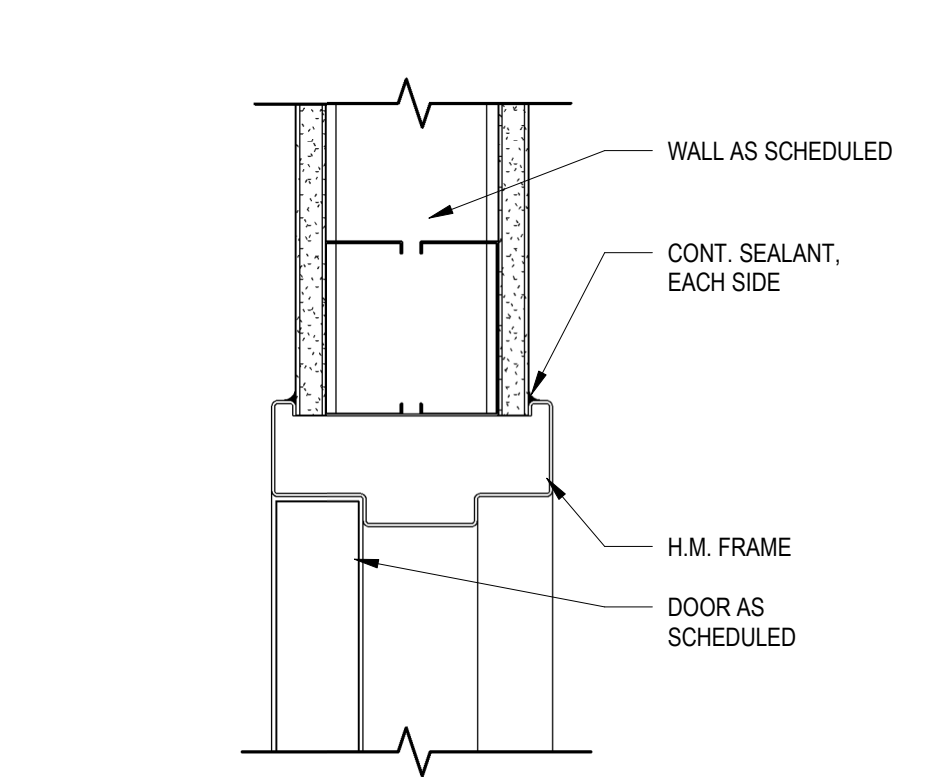 WALL AS SCHEDULED
CONT. SEALANT,
EACH SIDE
H.M. FRAME
DOOR AS
SCHEDULED